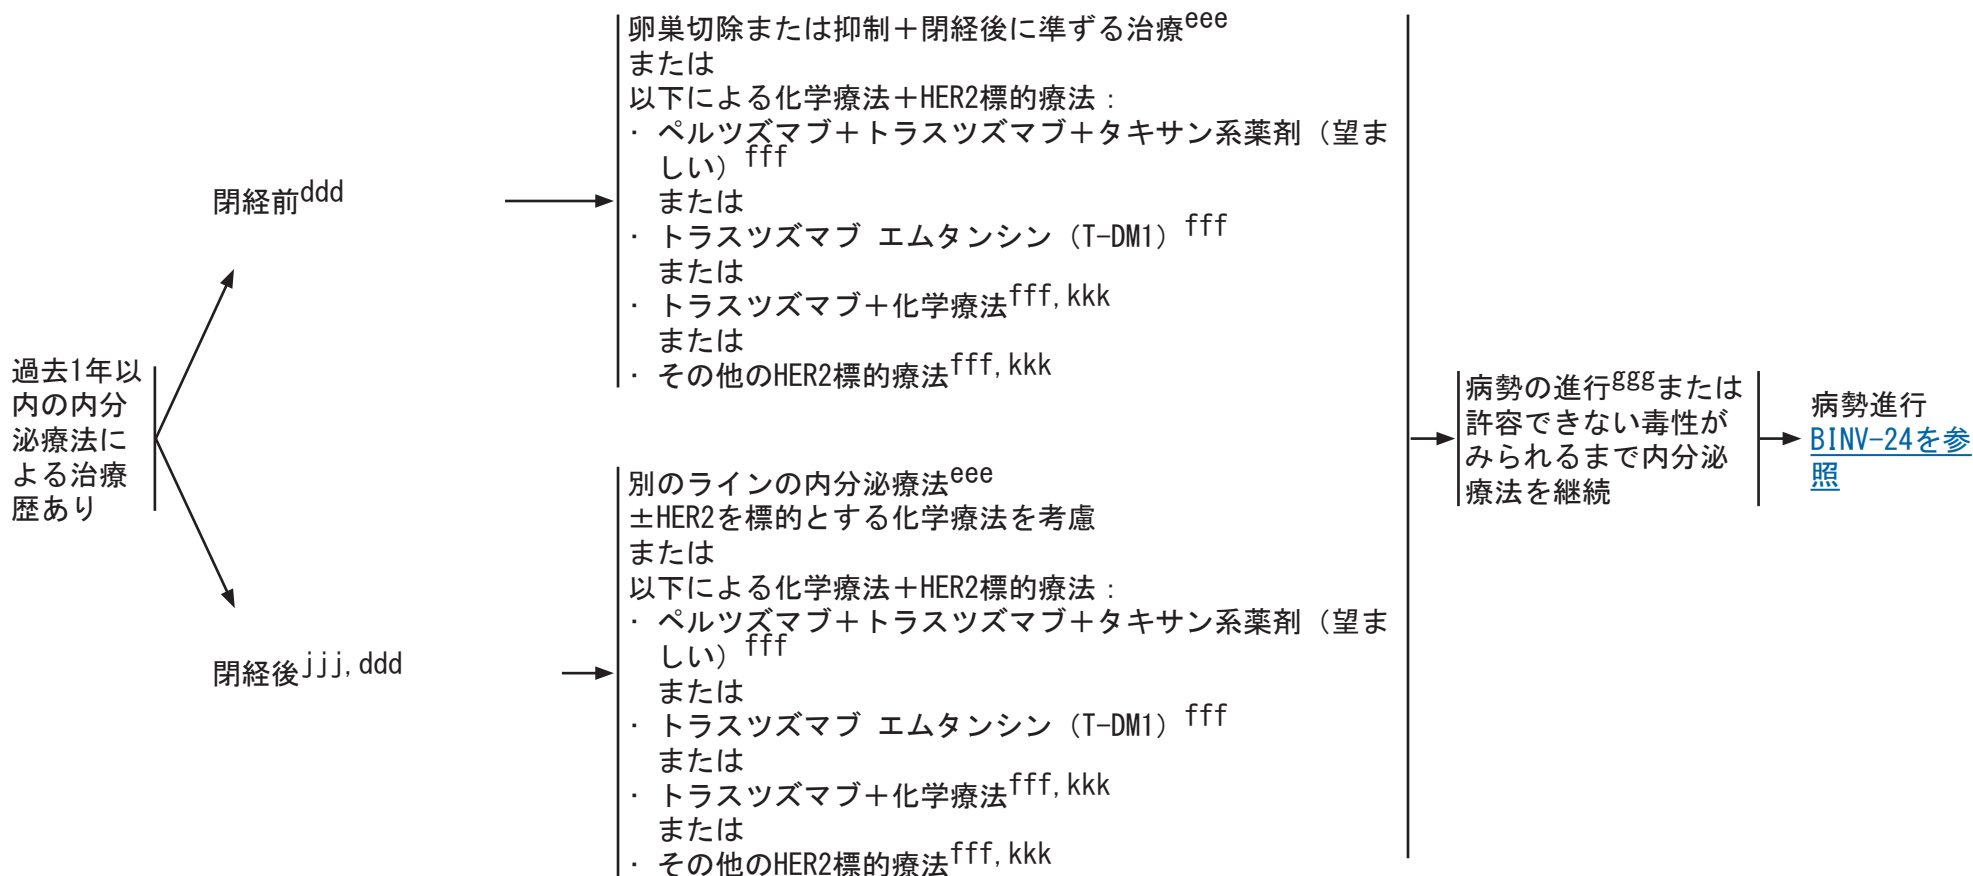 過去1年以
内の内分
泌療法に
よる治療
歴あり
閉経前ddd
卵巣切除または抑制＋閉経後に準ずる治療eee
または
以下による化学療法＋HER2標的療法：
・ ペルツズマブ＋トラスツズマブ＋タキサン系薬剤（望ま
しい）fff
または
・ トラスツズマブ エムタンシン（T-DM1）fff
または
・ トラスツズマブ＋化学療法fff,kkk
または
・ その他のHER2標的療法fff,kkk
閉経後jjj,ddd
別のラインの内分泌療法eee
±HER2を標的とする化学療法を考慮
または
以下による化学療法＋HER2標的療法：
・ ペルツズマブ＋トラスツズマブ＋タキサン系薬剤（望ま
しい）fff
または
・ トラスツズマブ エムタンシン（T-DM1）fff
または
・ トラスツズマブ＋化学療法fff,kkk
または
・ その他のHER2標的療法fff,kkk
病勢の進行gggまたは
許容できない毒性が
みられるまで内分泌
療法を継続
病勢進行
BINV-24を参
照